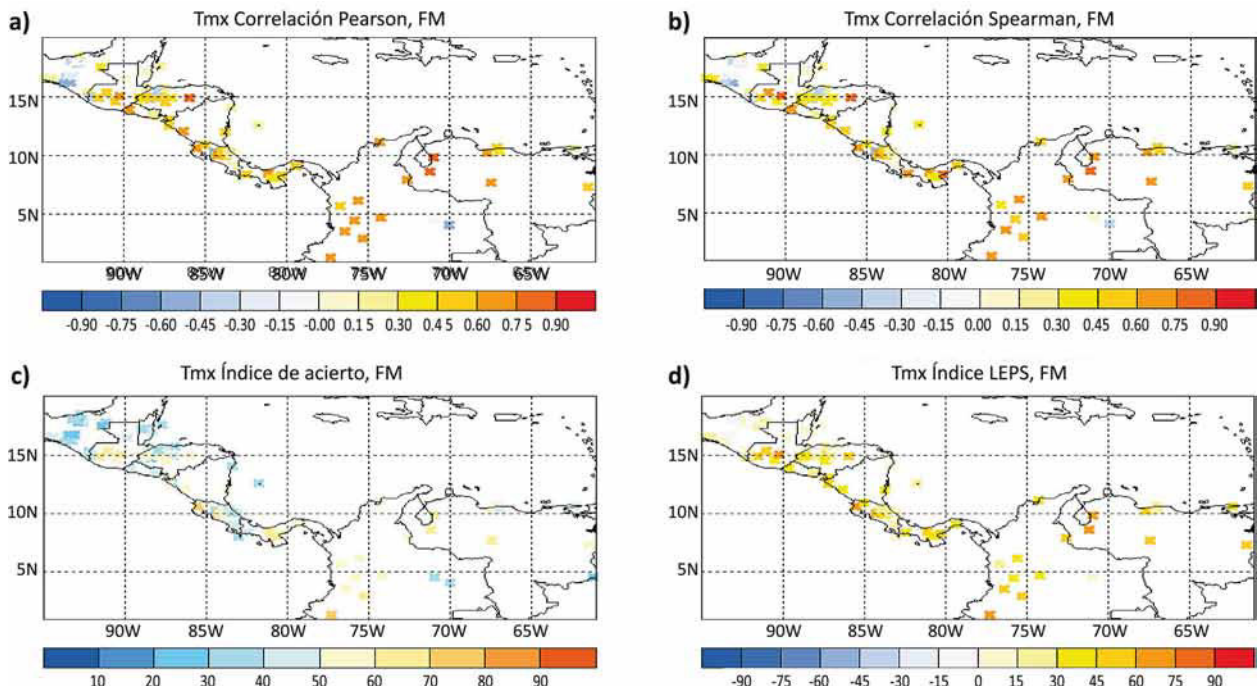 a) Tmx Correlación Pearson, FM
15N
10N
5N
90W 85W 80W 75W 70W 65W
-0.90 -0.75 -0.60 -0.45 -0.30 -0.15 -0.00 0.15 0.30 0.45 0.60 0.75 0.90
b) Tmx Correlación Spearman, FM
15N
10N
5N
90W 85W 80W 75W 70W 65W
-0.90 -0.75 -0.60 -0.45 -0.30 -0.15 0.00 0.15 0.30 0.45 0.60 0.75 0.90
c) Tmx Índice de acierto, FM
15N
10N
5N
90W 85W 80W 75W 70W 65W
10 20 30 40 50 60 70 80 90
d) Tmx Índice LEPS, FM
15N
10N
5N
90W 85W 80W 75W 70W 65W
-90 -75 -60 -45 -30 -15 0 15 30 45 60 75 90